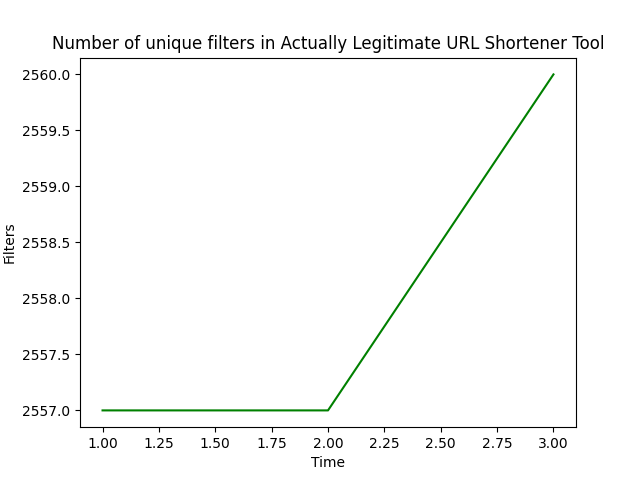 Number of unique filters in Actually Legitimate URL Shortener Tool
2560.0
2559.5
2559.0
2558.5
2558.0
2557.5
2557.0
Filters
1.00 1.25 1.50 1.75 2.00 2.25 2.50 2.75 3.00
Time